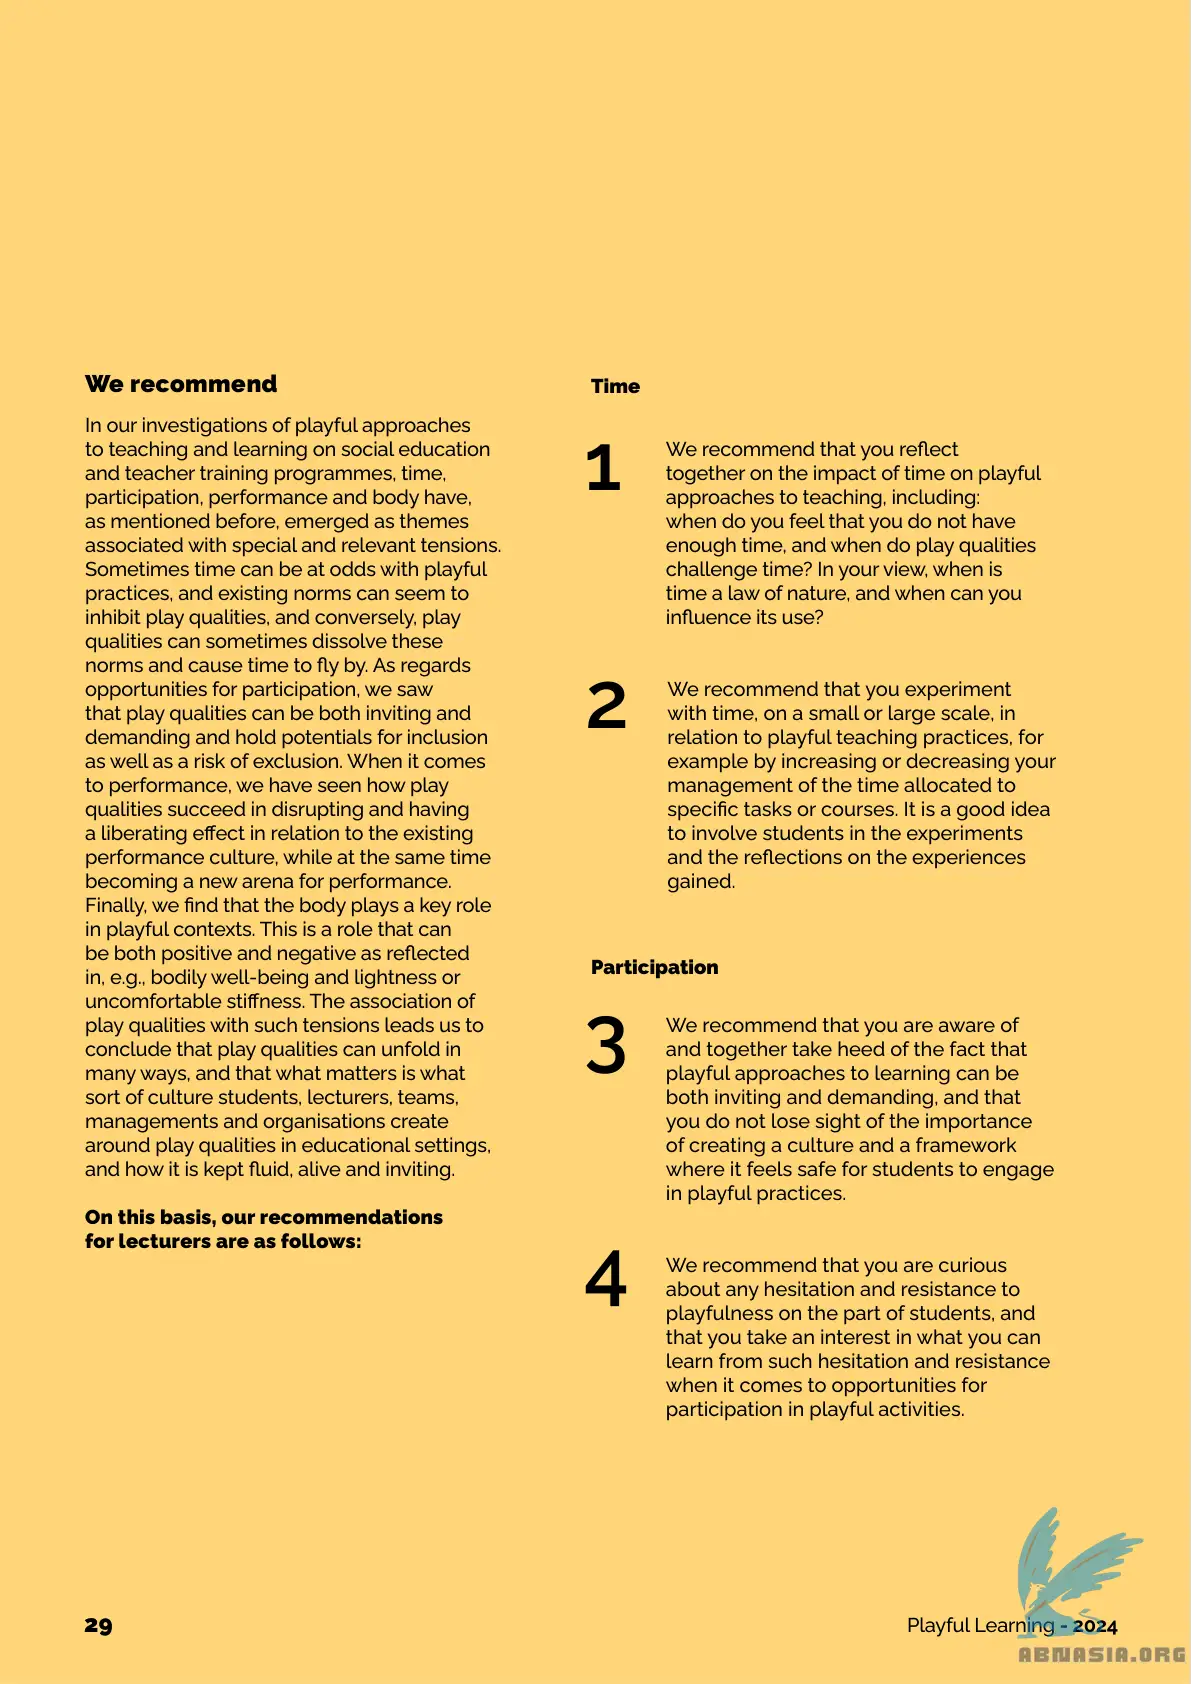 We recommend
In our investigations of playful approaches
to teaching and learning on social education
and teacher training programmes, time,
participation, performance and body have,
as mentioned before, emerged as themes
associated with special and relevant tensions.
Sometimes time can be at odds with playful
practices, and existing norms can seem to
inhibit play qualities, and conversely, play
qualities can sometimes dissolve these
norms and cause time to fly by. As regards
opportunities for participation, we saw
that play qualities can be both inviting and
demanding and hold potentials for inclusion
as well as a risk of exclusion. When it comes
to performance, we have seen how play
qualities succeed in disrupting and having
a liberating effect in relation to the existing
performance culture, while at the same time
becoming a new arena for performance.
Finally, we find that the body plays a key role
in playful contexts. This is a role that can
be both positive and negative as reflected
in, e.g., bodily well-being and lightness or
uncomfortable stiffness. The association of
play qualities with such tensions leads us to
conclude that play qualities can unfold in
many ways, and that what matters is what
sort of culture students, lecturers, teams,
managements and organisations create
around play qualities in educational settings,
and how it is kept fluid, alive and inviting.
On this basis, our recommendations
for lecturers are as follows:
Time
1
We recommend that you reflect
together on the impact of time on playful
approaches to teaching, including:
when do you feel that you do not have
enough time, and when do play qualities
challenge time? In your view, when is
time a law of nature, and when can you
influence its use?
2
We recommend that you experiment
with time, on a small or large scale, in
relation to playful teaching practices, for
example by increasing or decreasing your
management of the time allocated to
specific tasks or courses. It is a good idea
to involve students in the experiments
and the reflections on the experiences
gained.
Participation
3
We recommend that you are aware of
and together take heed of the fact that
playful approaches to learning can be
both inviting and demanding, and that
you do not lose sight of the importance
of creating a culture and a framework
where it feels safe for students to engage
in playful practices.
4
We recommend that you are curious
about any hesitation and resistance to
playfulness on the part of students, and
that you take an interest in what you can
learn from such hesitation and resistance
when it comes to opportunities for
participation in playful activities.
29
Playful Learning - 2024
ABNASIA.ORG